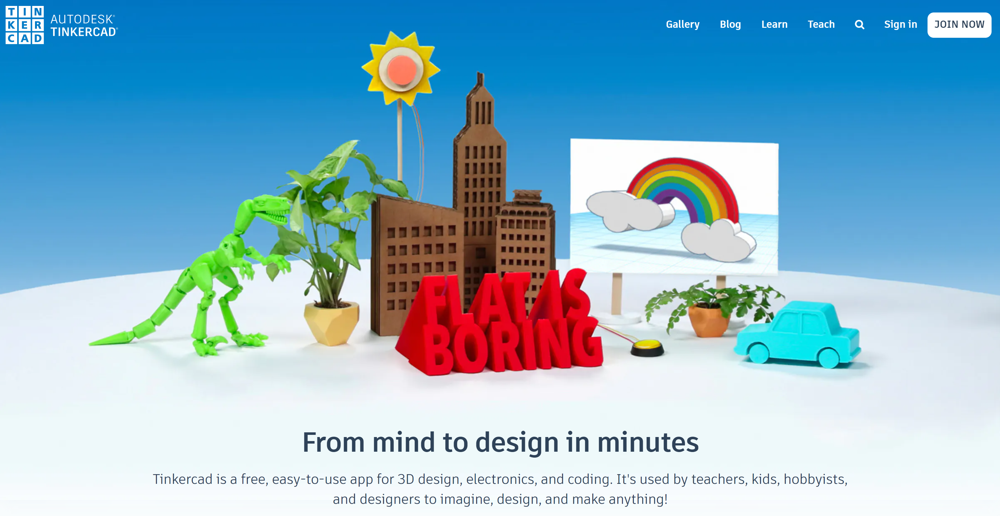 TIN
KER
CAD
AUTODESK®
TINKERCAD®
Gallery Blog Learn Teach Sign in JOIN NOW
FLAT IS
BORING
From mind to design in minutes
Tinkercad is a free, easy-to-use app for 3D design, electronics, and coding. It's used by teachers, kids, hobbyists,
and designers to imagine, design, and make anything!